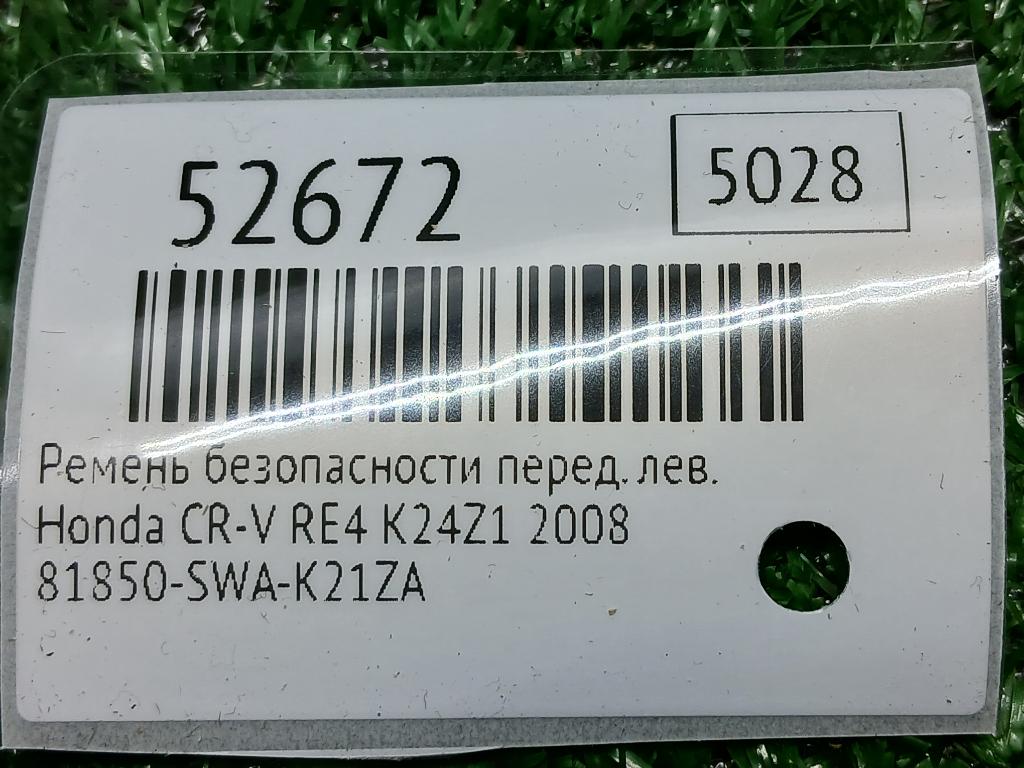 52672
5028
Ремень безопасности перед. лев.
Honda CR-V RE4 K24Z1 2008
81850-SWA-K21ZA